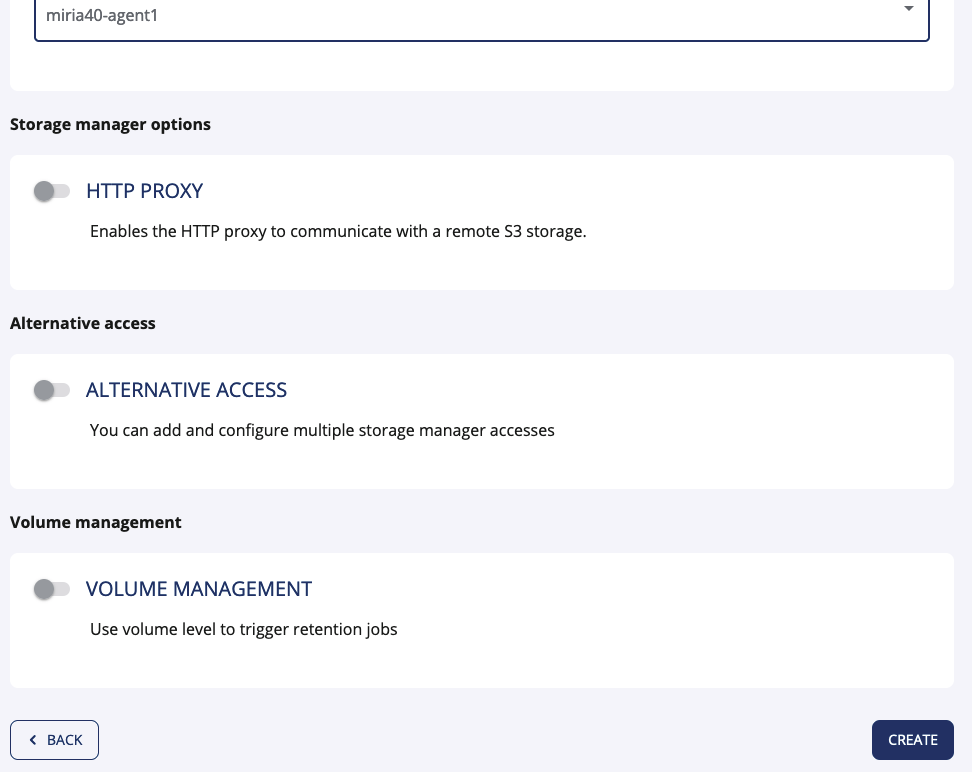 miria40-agent1
Storage manager options
HTTP PROXY
Enables the HTTP proxy to communicate with a remote S3 storage.
Alternative access
ALTERNATIVE ACCESS
You can add and configure multiple storage manager accesses
Volume management
VOLUME MANAGEMENT
Use volume level to trigger retention jobs
BACK
CREATE